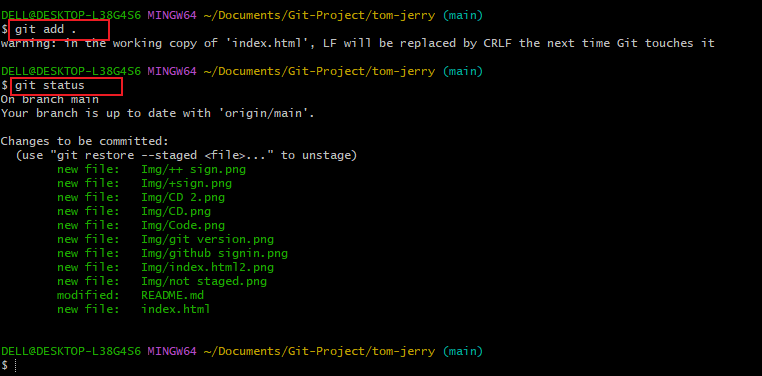 DELL@DESKTOP-L38G4S6 MINGW64 ~/Documents/Git-Project/tom-jerry (main)
$ git add .
warning: in the working copy of 'index.html', LF will be replaced by CRLF the next time Git touches it
DELL@DESKTOP-L38G4S6 MINGW64 ~/Documents/Git-Project/tom-jerry (main)
$ git status
On branch main
Your branch is up to date with 'origin/main'.
Changes to be committed:
  (use "git restore --staged <file>..." to unstage)
        new file:   Img/++ sign.png
        new file:   Img/+sign.png
        new file:   Img/CD 2.png
        new file:   Img/CD.png
        new file:   Img/Code.png
        new file:   Img/git version.png
        new file:   Img/github signin.png
        new file:   Img/index.html2.png
        new file:   Img/not staged.png
        modified:   README.md
        new file:   index.html
DELL@DESKTOP-L38G4S6 MINGW64 ~/Documents/Git-Project/tom-jerry (main)
$